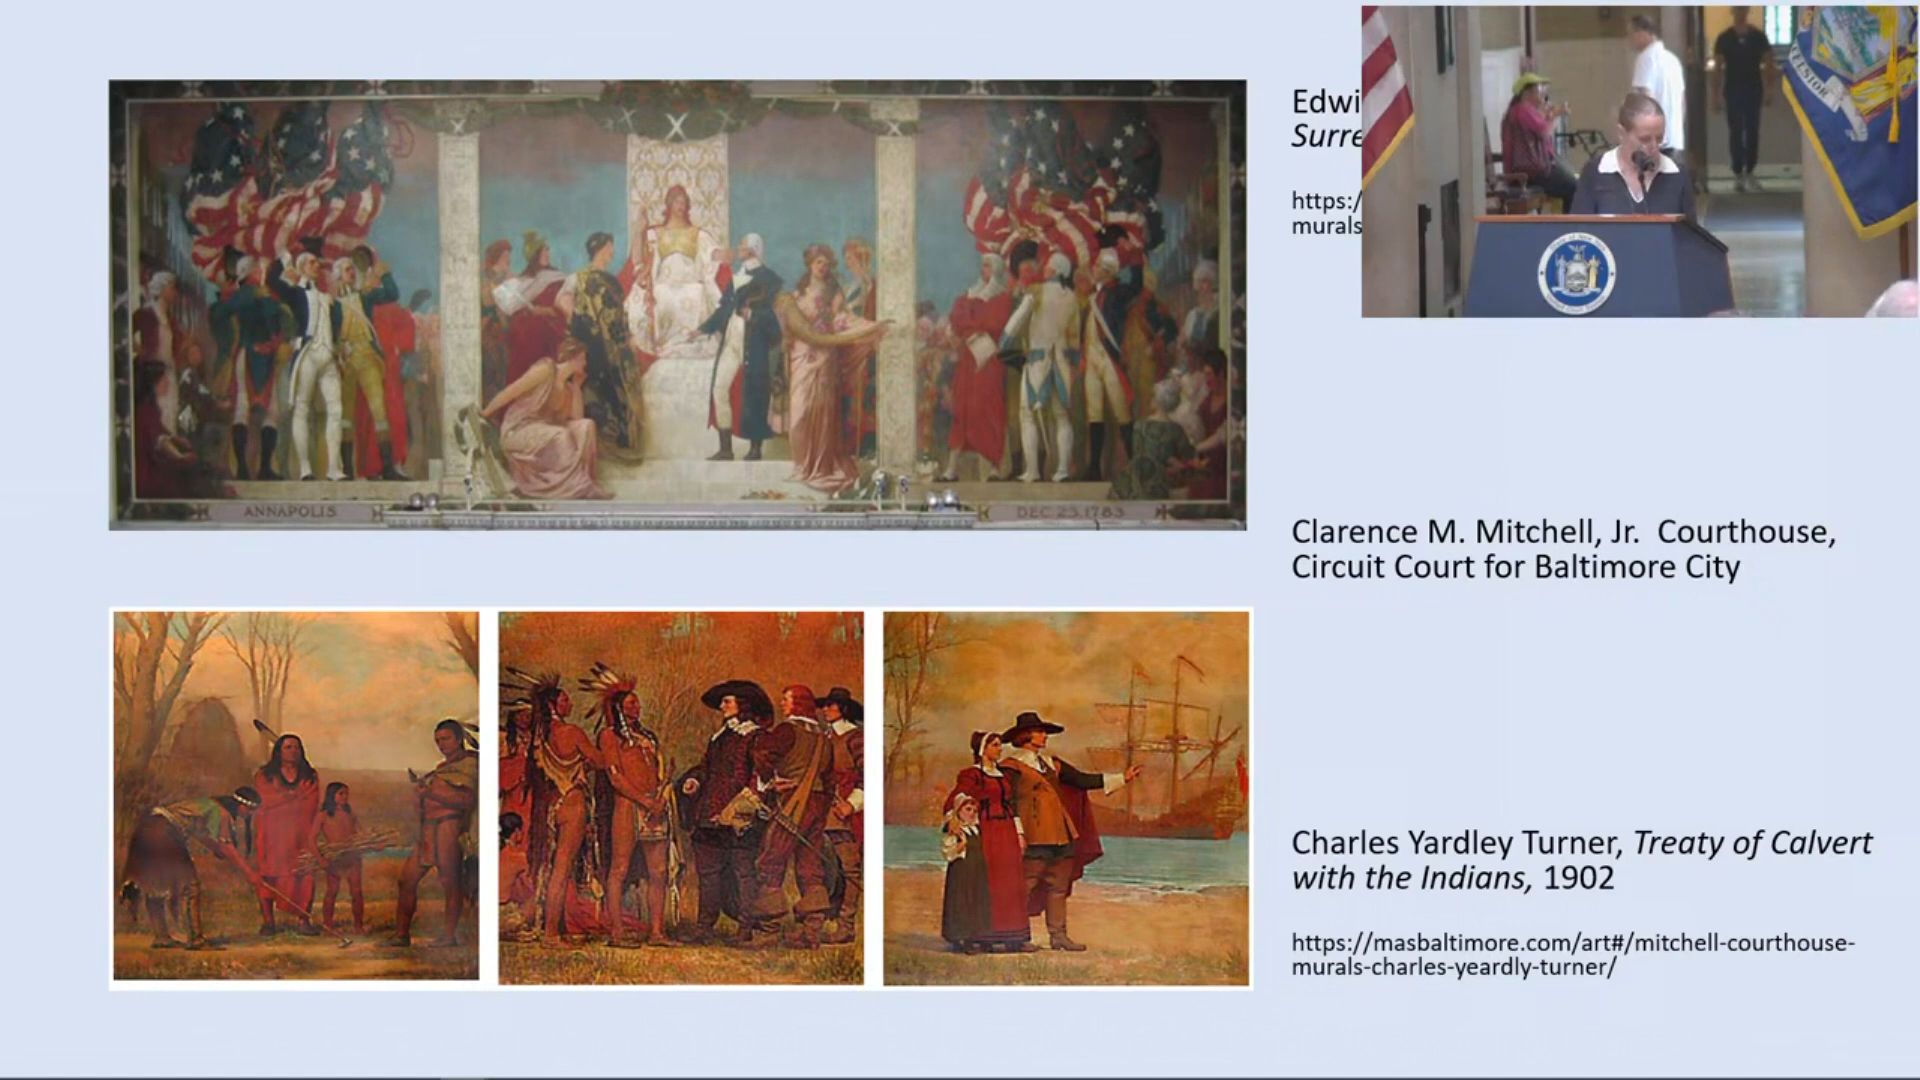 Edwi
Surre
https:/
murals
EXCELSIOR
ANNAPOLIS
DEC 23.1783
Clarence M. Mitchell, Jr.  Courthouse,
Circuit Court for Baltimore City
Charles Yardley Turner, Treaty of Calvert
with the Indians, 1902
https://masbaltimore.com/art#/mitchell-courthouse-
murals-charles-yeardly-turner/